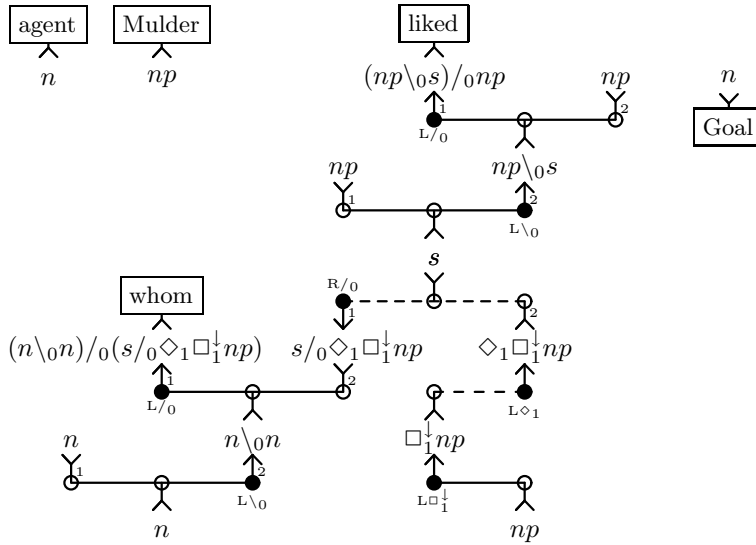 agent Mulder liked
n np (np\₀s)/₀np np n
1 2
L/₀ Goal
np np\₀s
1 2
L\₀
s
R/₀
whom 1 2
(n\₀n)/₀(s/₀◇₁□₁↓np) s/₀◇₁□₁↓np ◇₁□₁↓np
1 2
L/₀ L◇₁
n n\₀n □₁↓np
1 2
L\₀ L□₁↓
n np